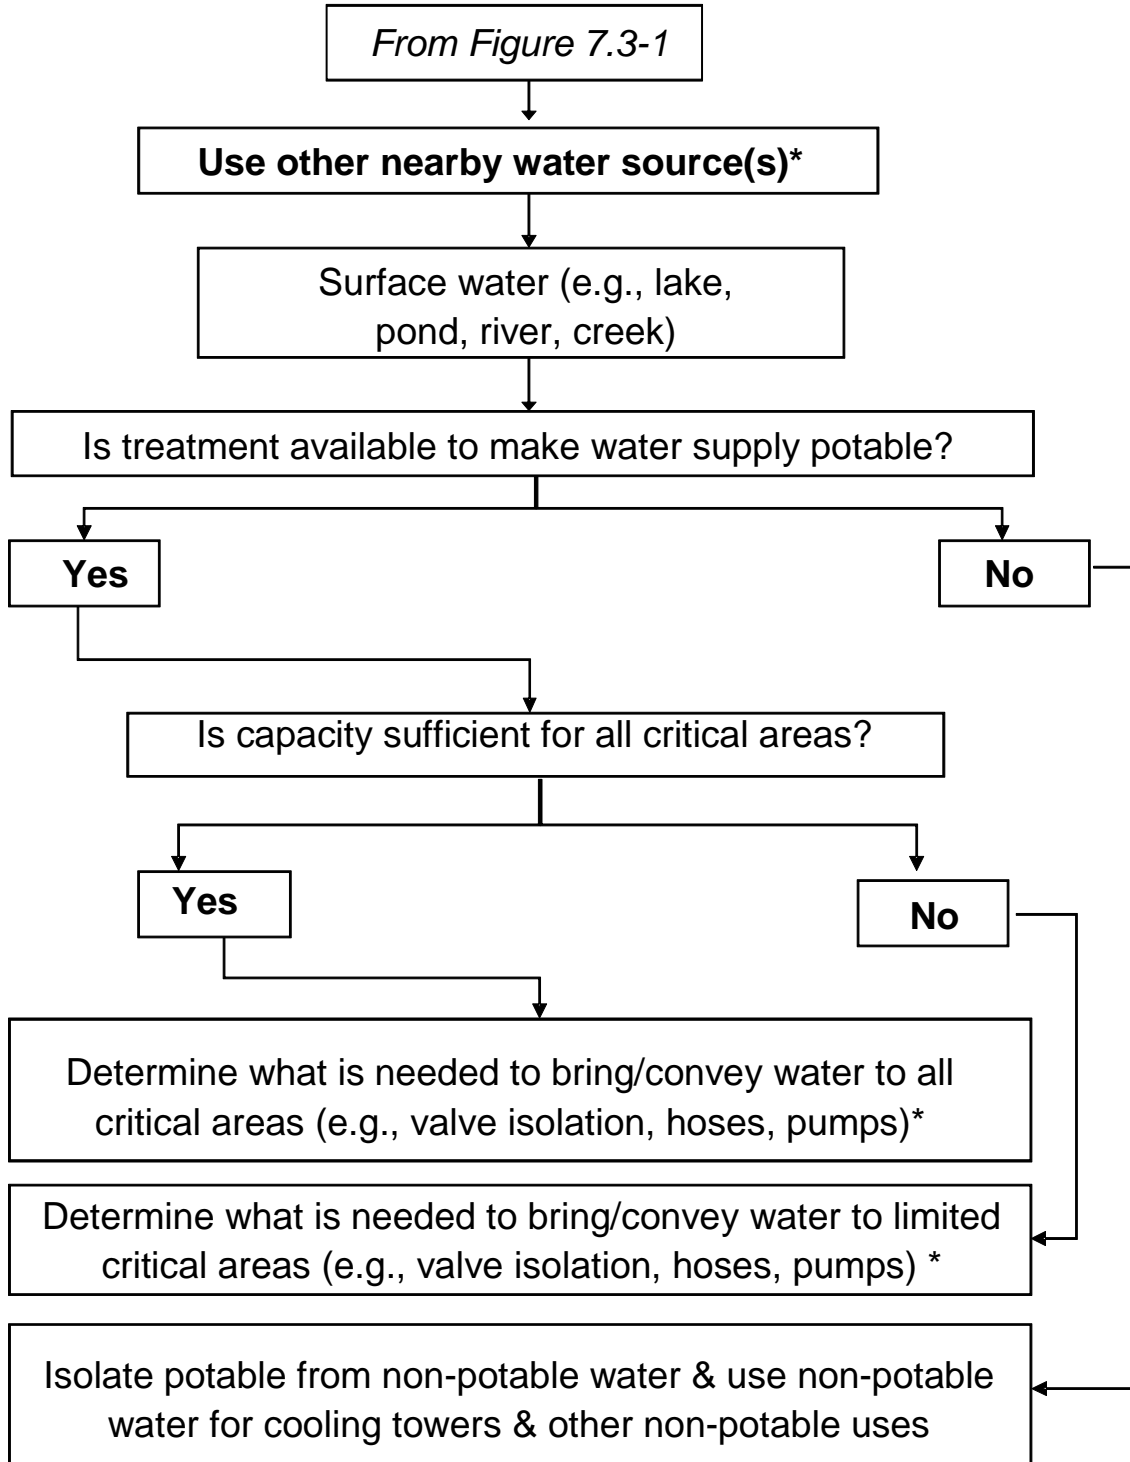 From Figure 7.3-1
Use other nearby water source(s)*
Surface water (e.g., lake,
pond, river, creek)
Is treatment available to make water supply potable?
Yes
No
Is capacity sufficient for all critical areas?
Yes
No
Determine what is needed to bring/convey water to all
critical areas (e.g., valve isolation, hoses, pumps)*
Determine what is needed to bring/convey water to limited
critical areas (e.g., valve isolation, hoses, pumps) *
Isolate potable from non-potable water & use non-potable
water for cooling towers & other non-potable uses